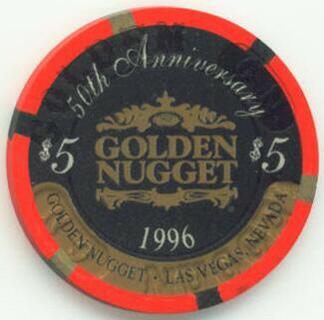 50th Anniversary
$5 GOLDEN $5
NUGGET
1996
GOLDEN NUGGET • LAS VEGAS, NEVADA